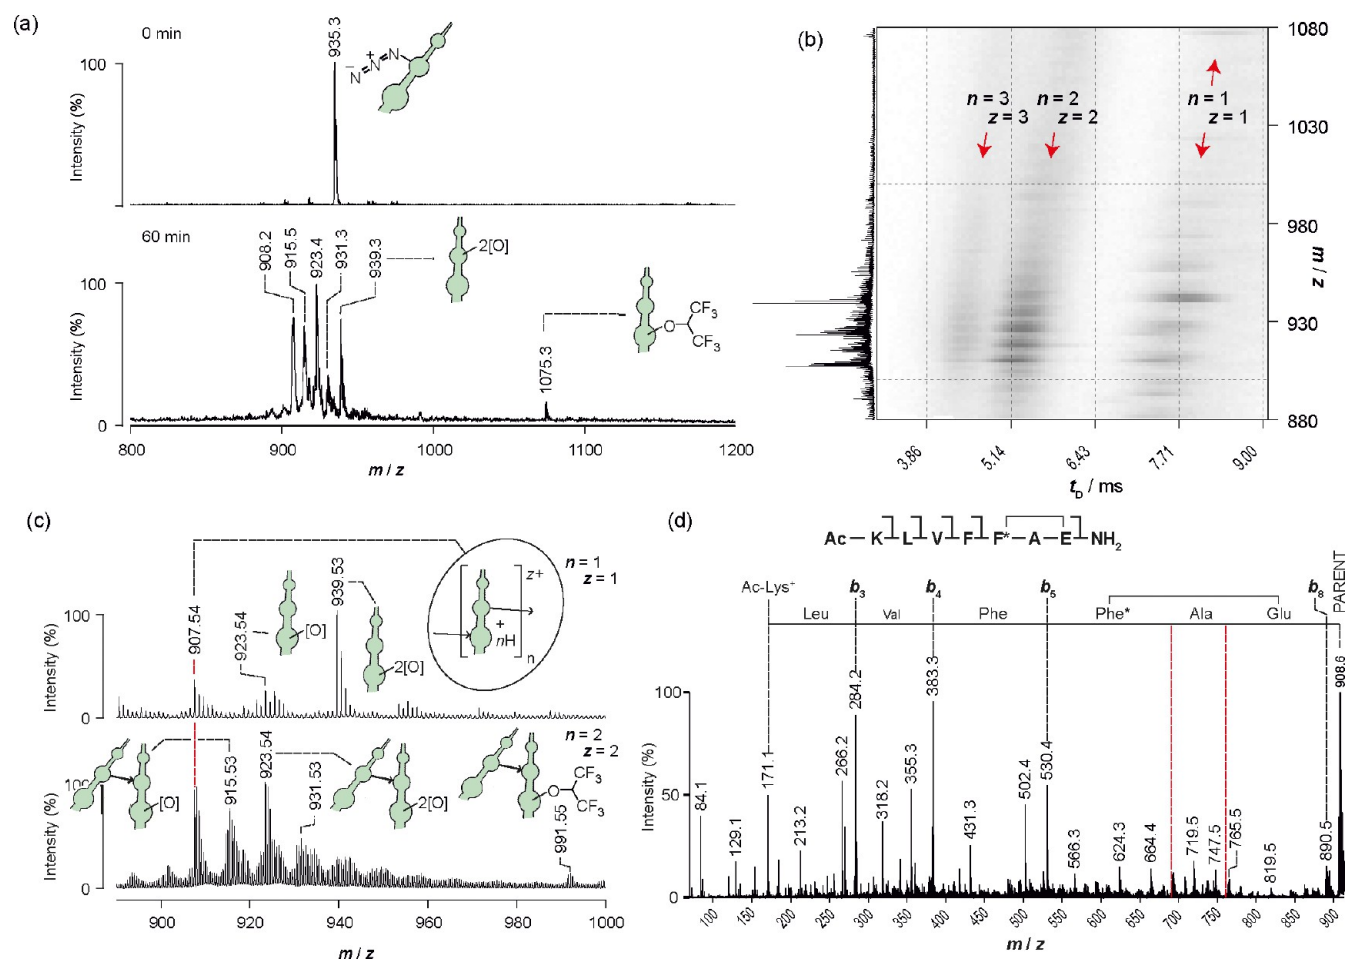 (a)
0 min
935.3
100
N=N=N
− +
Intensity (%)
0
60 min
908.2
915.5
923.4
931.3
939.3
2[O]
100
1075.3
O
CF3
CF3
Intensity (%)
0
800
900
1000
1100
1200
m / z
(b)
1080
1030
980
930
880
m / z
n = 3
z = 3
n = 2
z = 2
n = 1
z = 1
3.86
5.14
6.43
7.71
9.00
tD / ms
(c)
n = 1
z = 1
z+
+
nH
n
100
907.54
923.54
[O]
939.53
2[O]
Intensity (%)
0
n = 2
z = 2
100
[O]
915.53
923.54
931.53
2[O]
O
CF3
CF3
991.55
Intensity (%)
0
900
920
940
960
980
1000
m / z
(d)
Ac K L V F F* A E NH2
Ac-Lys+
b3
b4
b5
b8
PARENT
Leu
Val
Phe
Phe*
Ala
Glu
100
50
0
Intensity (%)
84.1
129.1
171.1
213.2
266.2
284.2
318.2
355.3
383.3
431.3
502.4
530.4
566.3
624.3
664.4
719.5
747.5
765.5
819.5
890.5
908.6
100
150
200
250
300
350
400
450
500
550
600
650
700
750
800
850
900
m / z